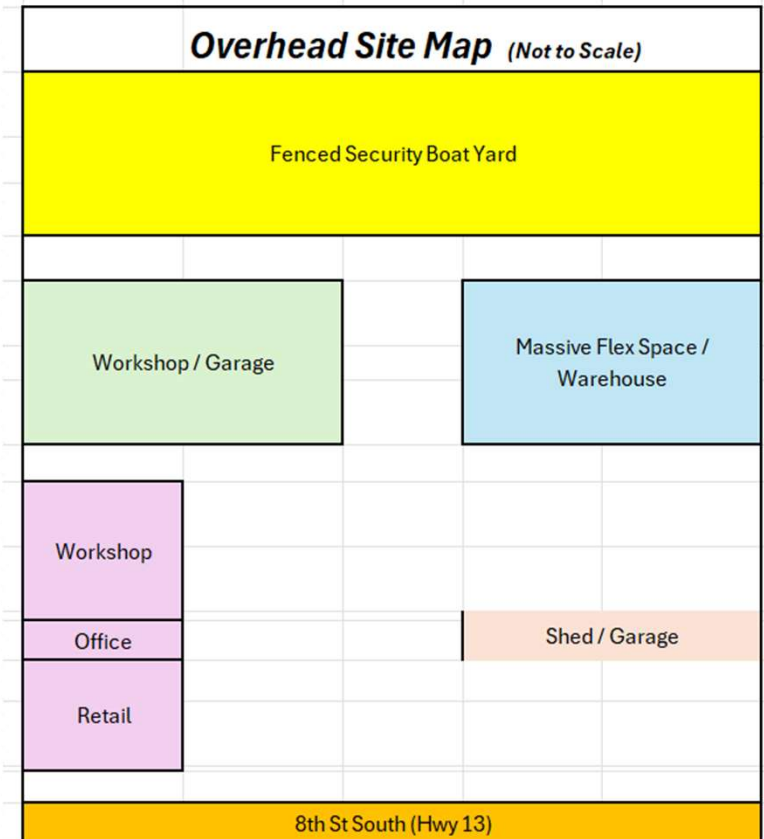 Overhead Site Map (Not to Scale)
Fenced Security Boat Yard
Workshop / Garage
Massive Flex Space /
Warehouse
Workshop
Office
Shed / Garage
Retail
8th St South (Hwy 13)